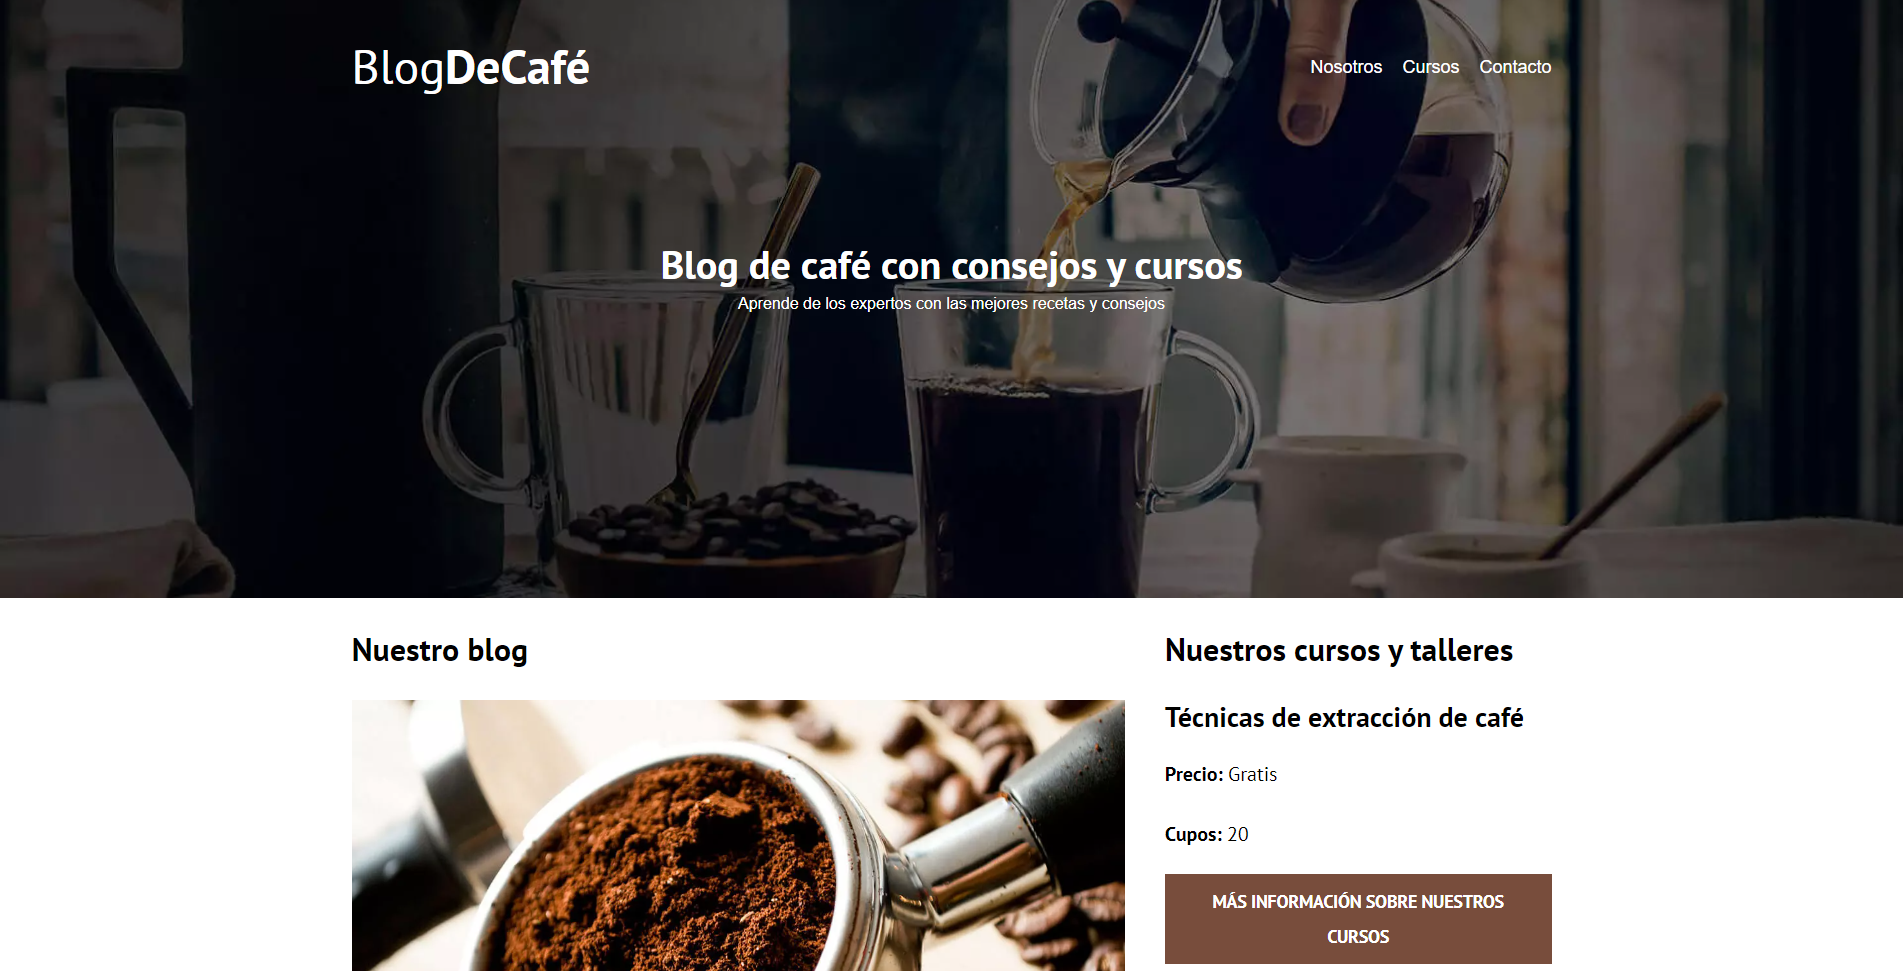 BlogDeCafé
Nosotros Cursos Contacto
Blog de café con consejos y cursos
Aprende de los expertos con las mejores recetas y consejos
Nuestro blog
Nuestros cursos y talleres
Técnicas de extracción de café
Precio: Gratis
Cupos: 20
MÁS INFORMACIÓN SOBRE NUESTROS
CURSOS